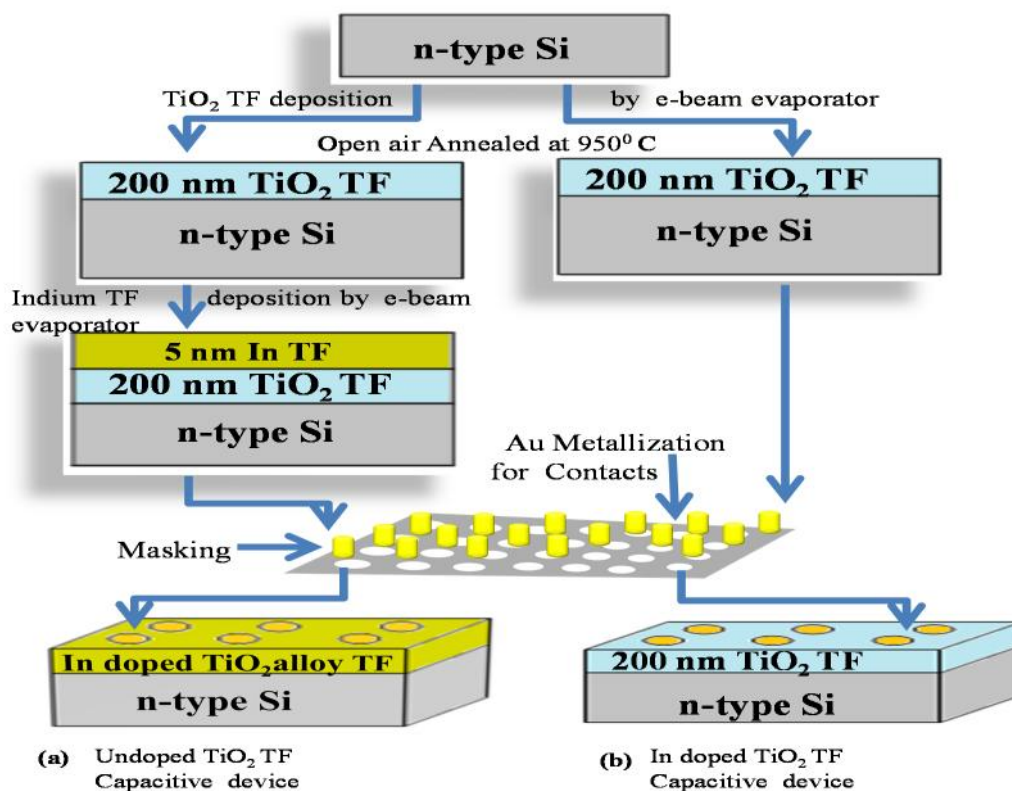 n-type Si
TiO₂ TF deposition
by e-beam evaporator
Open air Annealed at 950⁰ C
200 nm TiO₂ TF
n-type Si
200 nm TiO₂ TF
n-type Si
Indium TF deposition by e-beam
evaporator
5 nm In TF
200 nm TiO₂ TF
n-type Si
Au Metallization
for Contacts
Masking
In doped TiO₂ alloy TF
n-type Si
200 nm TiO₂ TF
n-type Si
(a) Undoped TiO₂ TF
Capacitive device
(b) In doped TiO₂ TF
Capacitive device